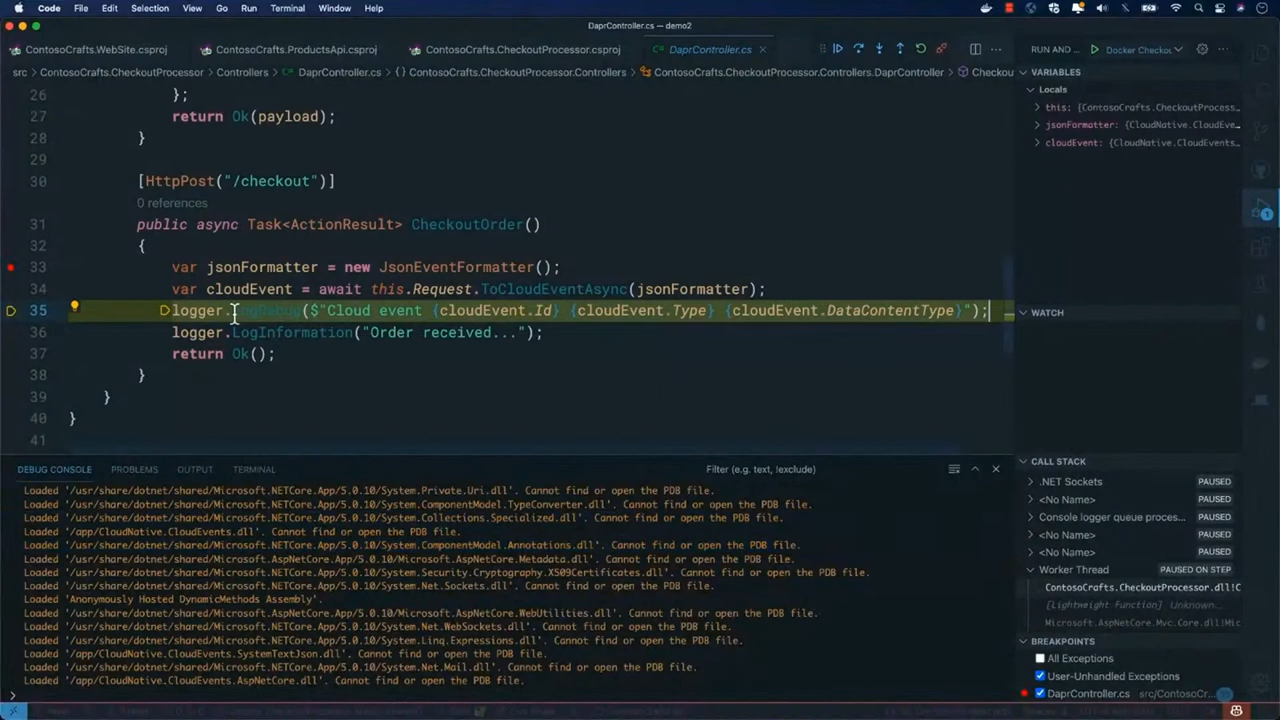 Code File Edit Selection View Go Run Terminal Window Help
DaprController.cs — demo2
ContosoCrafts.WebSite.csproj ContosoCrafts.ProductsApi.csproj ContosoCrafts.CheckoutProcessor.csproj DaprController.cs
RUN AND ... Docker Checkou
src > ContosoCrafts.CheckoutProcessor > Controllers > DaprController.cs > {} ContosoCrafts.CheckoutProcessor.Controllers > ContosoCrafts.CheckoutProcessor.Controllers.DaprController > Checkou
26 };
27 return Ok(payload);
28 }
29
30 [HttpPost("/checkout")]
0 references
31 public async Task<ActionResult> CheckoutOrder()
32 {
33 var jsonFormatter = new JsonEventFormatter();
34 var cloudEvent = await this.Request.ToCloudEventAsync(jsonFormatter);
35 logger.LogDebug($"Cloud event {cloudEvent.Id} {cloudEvent.Type} {cloudEvent.DataContentType}");
36 logger.LogInformation("Order received...");
37 return Ok();
38 }
39 }
40 }
41
VARIABLES
Locals
this: {ContosoCrafts.CheckoutProcess…
jsonFormatter: {CloudNative.CloudEve…
cloudEvent: {CloudNative.CloudEvents…
WATCH
DEBUG CONSOLE PROBLEMS OUTPUT TERMINAL Filter (e.g. text, !exclude)
Loaded '/usr/share/dotnet/shared/Microsoft.NETCore.App/5.0.10/System.Private.Uri.dll'. Cannot find or open the PDB file.
Loaded '/usr/share/dotnet/shared/Microsoft.NETCore.App/5.0.10/System.ComponentModel.TypeConverter.dll'. Cannot find or open the PDB file.
Loaded '/usr/share/dotnet/shared/Microsoft.NETCore.App/5.0.10/System.Collections.Specialized.dll'. Cannot find or open the PDB file.
Loaded '/app/CloudNative.CloudEvents.dll'. Cannot find or open the PDB file.
Loaded '/usr/share/dotnet/shared/Microsoft.NETCore.App/5.0.10/System.ComponentModel.Annotations.dll'. Cannot find or open the PDB file.
Loaded '/usr/share/dotnet/shared/Microsoft.AspNetCore.App/5.0.10/Microsoft.AspNetCore.Metadata.dll'. Cannot find or open the PDB file.
Loaded '/usr/share/dotnet/shared/Microsoft.NETCore.App/5.0.10/System.Security.Cryptography.X509Certificates.dll'. Cannot find or open the PDB file.
Loaded '/usr/share/dotnet/shared/Microsoft.NETCore.App/5.0.10/System.Net.Sockets.dll'. Cannot find or open the PDB file.
Loaded 'Anonymously Hosted DynamicMethods Assembly'.
Loaded '/usr/share/dotnet/shared/Microsoft.AspNetCore.App/5.0.10/Microsoft.AspNetCore.WebUtilities.dll'. Cannot find or open the PDB file.
Loaded '/usr/share/dotnet/shared/Microsoft.NETCore.App/5.0.10/System.Net.WebSockets.dll'. Cannot find or open the PDB file.
Loaded '/usr/share/dotnet/shared/Microsoft.NETCore.App/5.0.10/System.Linq.Expressions.dll'. Cannot find or open the PDB file.
Loaded '/app/CloudNative.CloudEvents.SystemTextJson.dll'. Cannot find or open the PDB file.
Loaded '/usr/share/dotnet/shared/Microsoft.NETCore.App/5.0.10/System.Net.Mail.dll'. Cannot find or open the PDB file.
Loaded '/app/CloudNative.CloudEvents.AspNetCore.dll'. Cannot find or open the PDB file.
CALL STACK
.NET Sockets PAUSED
<No Name> PAUSED
Console logger queue proces... PAUSED
<No Name> PAUSED
<No Name> PAUSED
Worker Thread PAUSED ON STEP
ContosoCrafts.CheckoutProcessor.dll!C
[Lightweight Function] Unknown...
Microsoft.AspNetCore.Mvc.Core.dll!Mic
BREAKPOINTS
All Exceptions
User-Unhandled Exceptions
DaprController.cs src/ContosoCr...